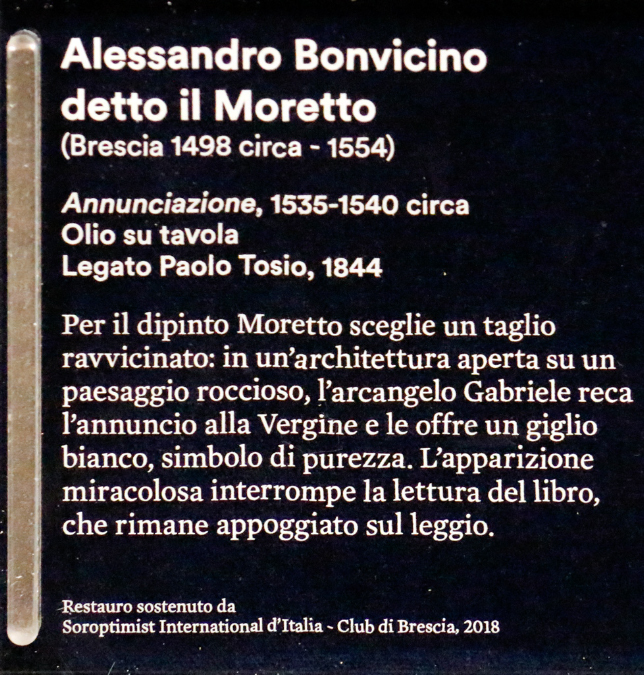 Alessandro Bonvicino
detto il Moretto
(Brescia 1498 circa - 1554)
Annunciazione, 1535-1540 circa
Olio su tavola
Legato Paolo Tosio, 1844
Per il dipinto Moretto sceglie un taglio
ravvicinato: in un’architettura aperta su un
paesaggio roccioso, l’arcangelo Gabriele reca
l’annuncio alla Vergine e le offre un giglio
bianco, simbolo di purezza. L’apparizione
miracolosa interrompe la lettura del libro,
che rimane appoggiato sul leggio.
Restauro sostenuto da
Soroptimist International d’Italia - Club di Brescia, 2018